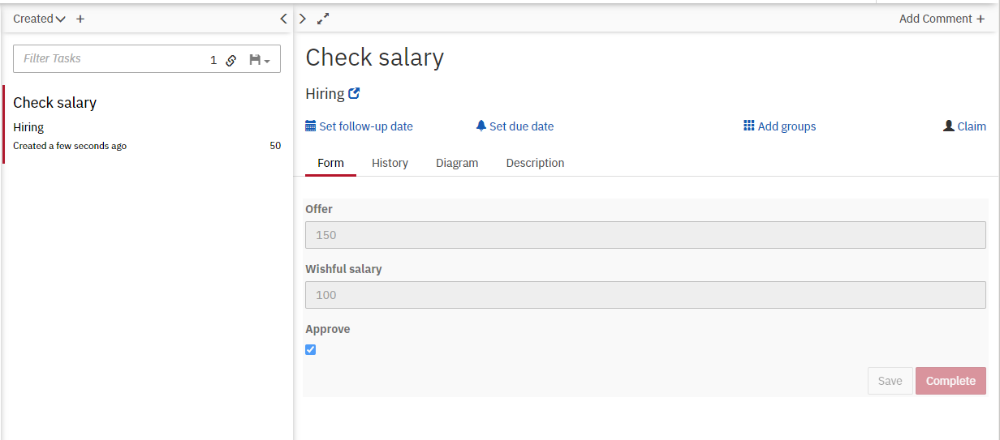 Created +
Add Comment +
Filter Tasks 1
Check salary
Hiring
Created a few seconds ago 50
Check salary
Hiring
Set follow-up date Set due date Add groups Claim
Form History Diagram Description
Offer
150
Wishful salary
100
Approve
Save Complete